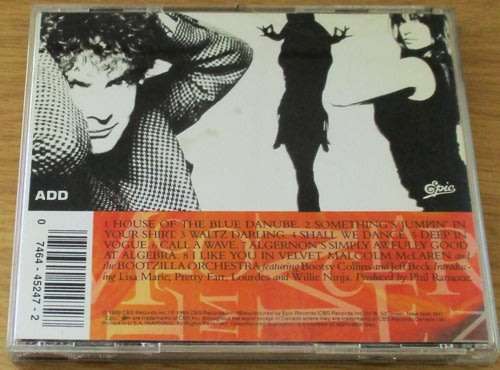 Epic
ADD
1 HOUSE OF THE BLUE DANUBE. 2 SOMETHING'S JUMPIN' IN
YOUR SHIRT. 3 WALTZ DARLING. 4 SHALL WE DANCE. 5 DEEP IN
VOGUE 6 CALL A WAVE. 7 ALGERNON'S SIMPLY AWFULLY GOOD
AT ALGEBRA. 8 I LIKE YOU IN VELVET. MALCOLM McLAREN and
the BOOTZILLA ORCHESTRA featuring Bootsy Collins and Jeff Beck Introduc-
ing Lisa Marie, Pretty Fatt, Lourdes and Willie Ninja. Produced by Phil Ramone
0 7464-45247-2